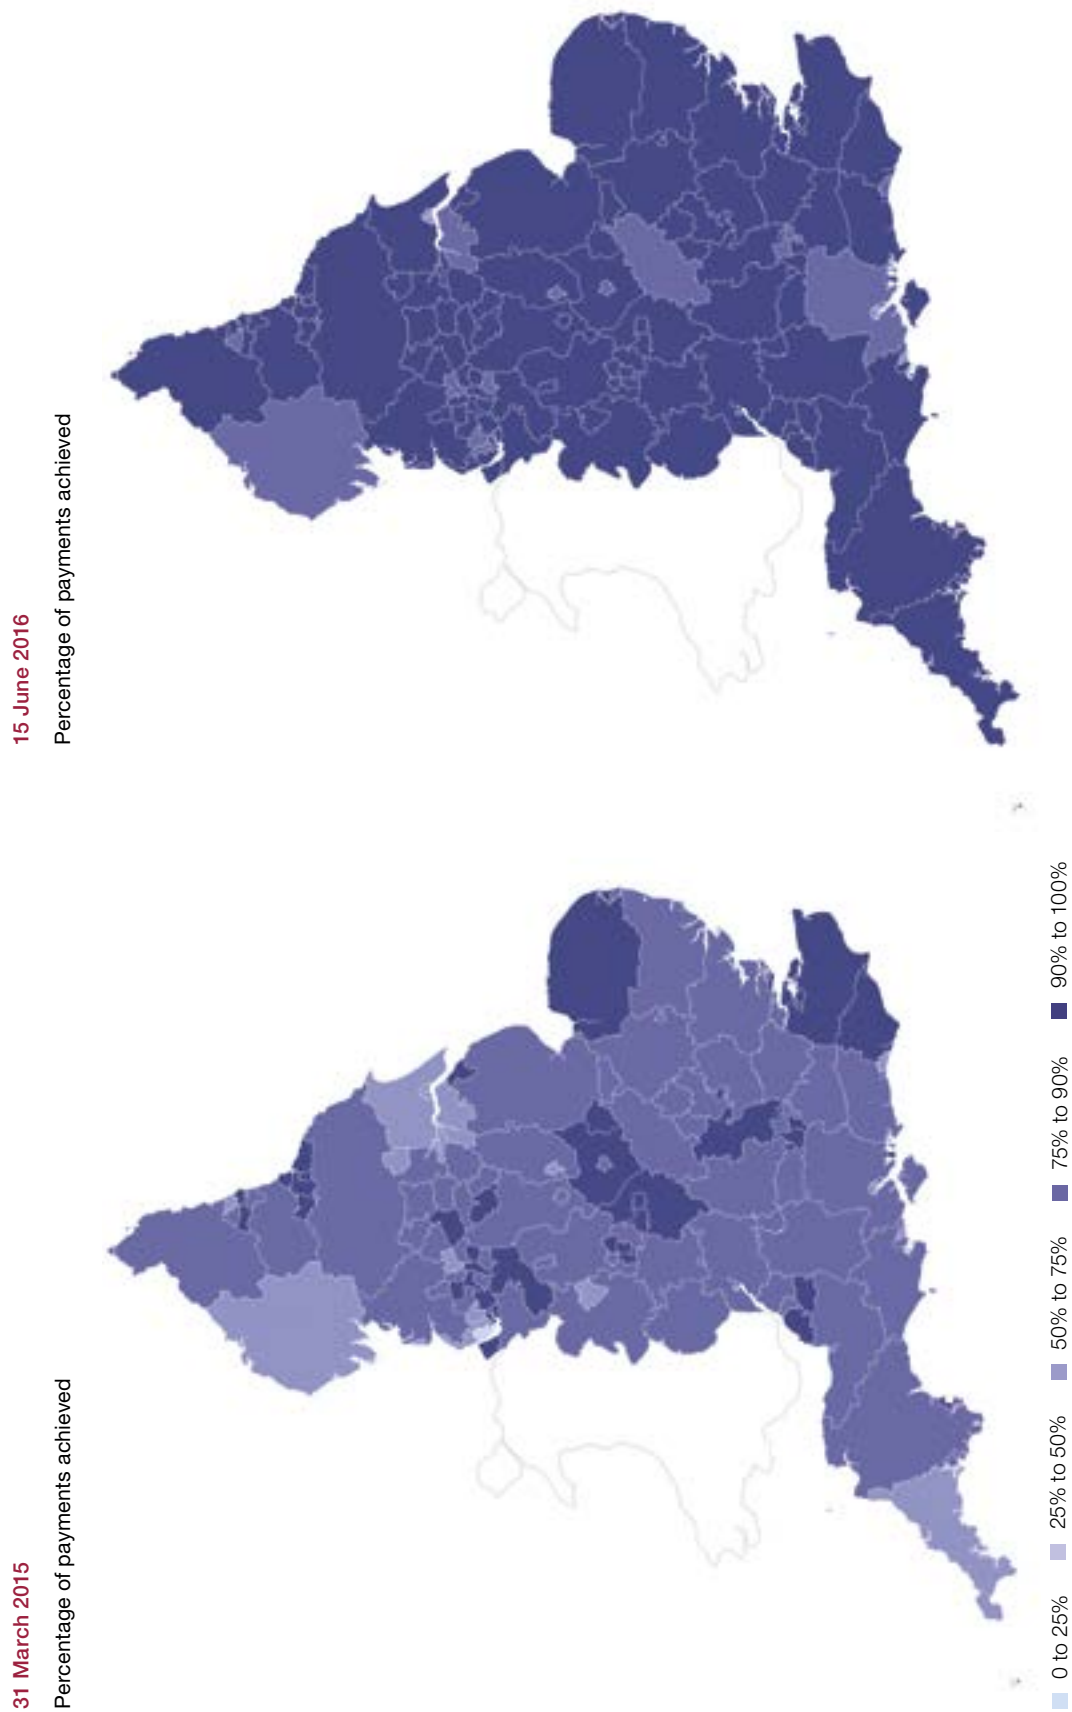 31 March 2015
Percentage of payments achieved
15 June 2016
Percentage of payments achieved
0 to 25%
25% to 50%
50% to 75%
75% to 90%
90% to 100%